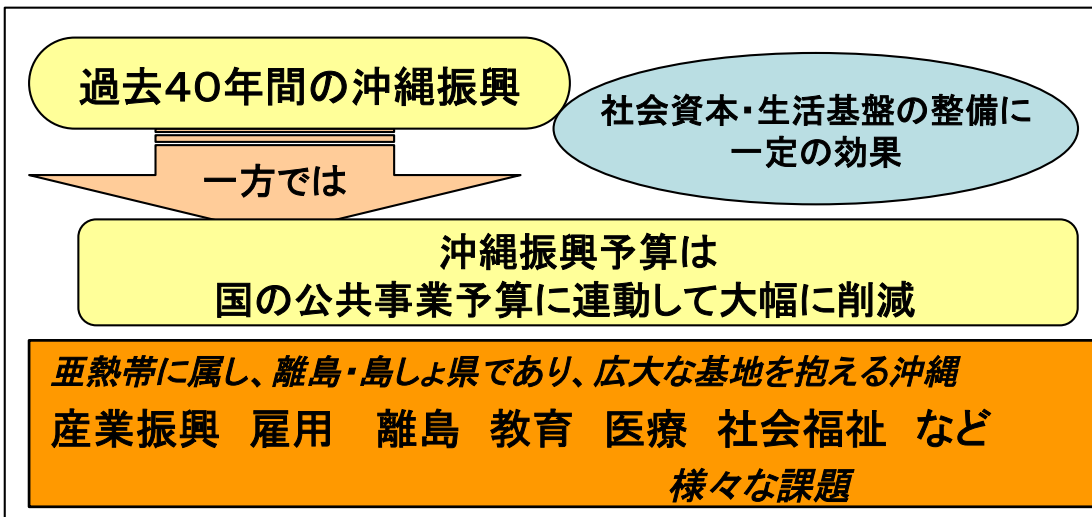 過去４０年間の沖縄振興
社会資本・生活基盤の整備に
一定の効果
一方では
沖縄振興予算は
国の公共事業予算に連動して大幅に削減
亜熱帯に属し、離島・島しょ県であり、広大な基地を抱える沖縄
産業振興　雇用　離島　教育　医療　社会福祉　など
様々な課題